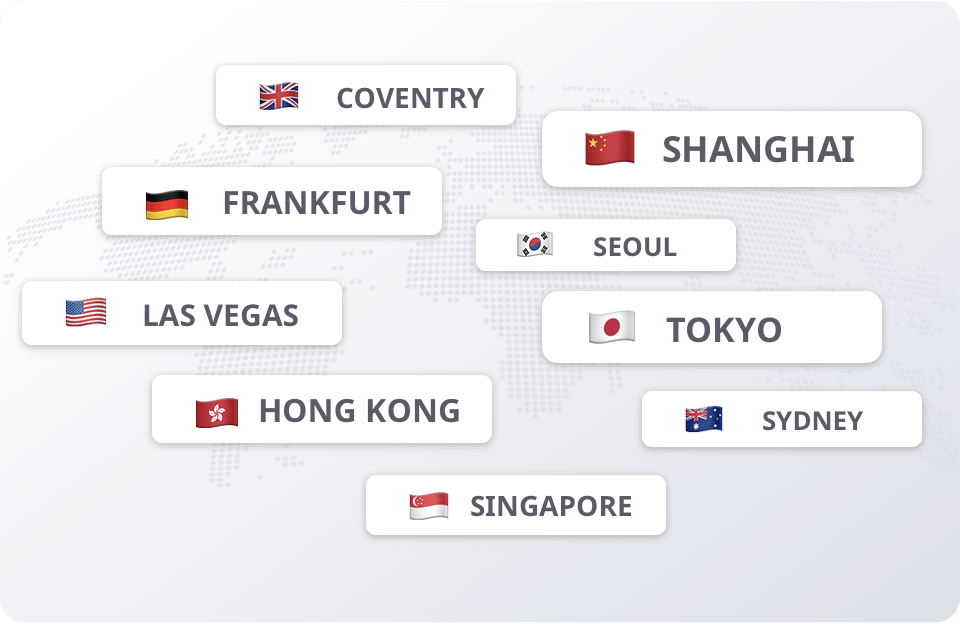 COVENTRY
SHANGHAI
FRANKFURT
SEOUL
LAS VEGAS
TOKYO
HONG KONG
SYDNEY
SINGAPORE